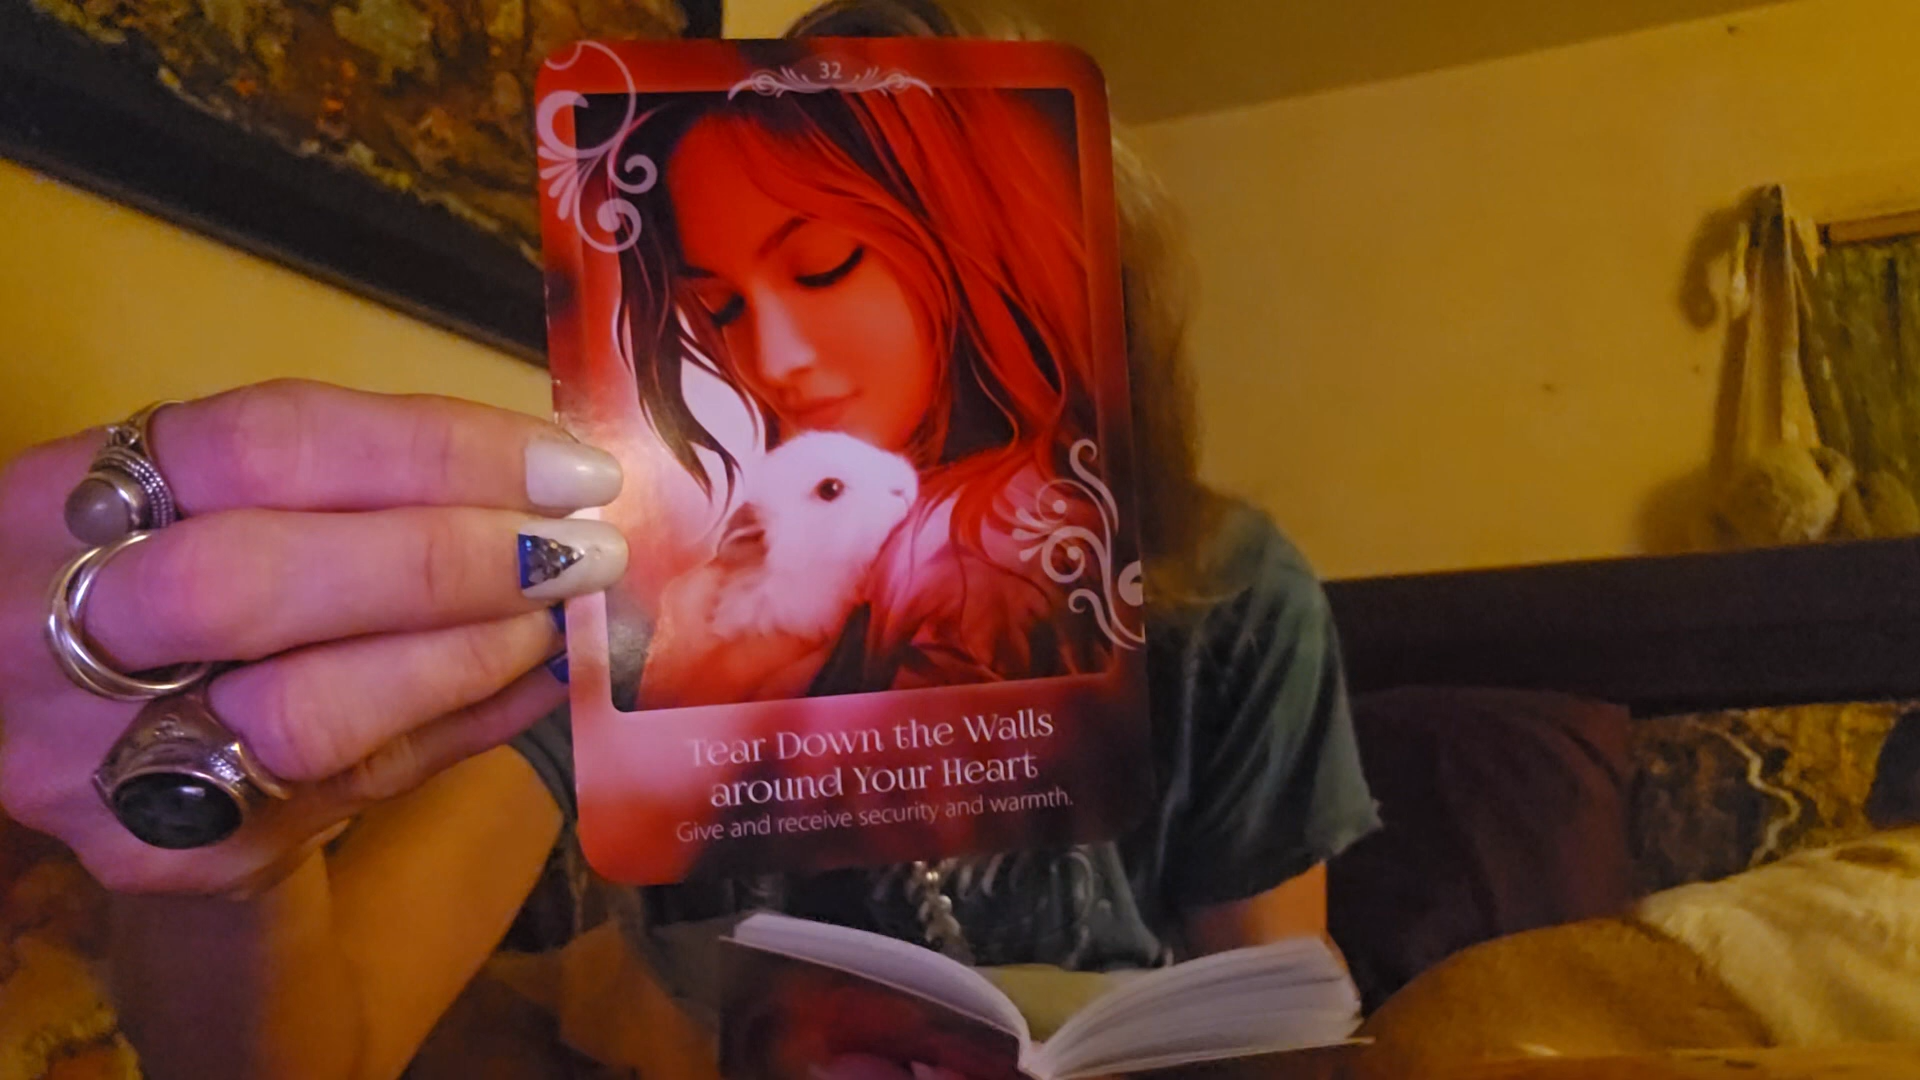 32
Tear Down the Walls
around Your Heart
Give and receive security and warmth.